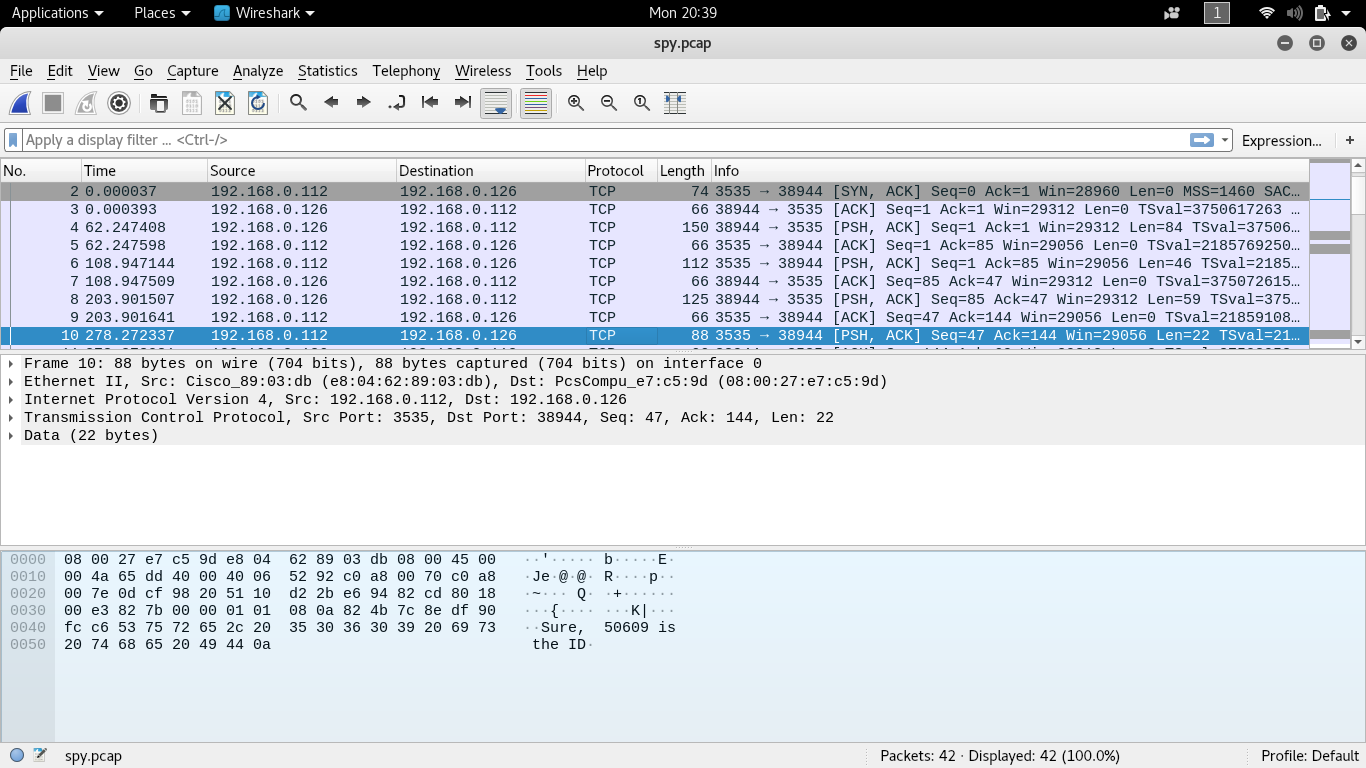 Applications Places Wireshark Mon 20:39 1
spy.pcap
File Edit View Go Capture Analyze Statistics Telephony Wireless Tools Help
Apply a display filter ... <Ctrl-/> Expression... +
No. Time Source Destination Protocol Length Info
2 0.000037 192.168.0.112 192.168.0.126 TCP 74 3535 → 38944 [SYN, ACK] Seq=0 Ack=1 Win=28960 Len=0 MSS=1460 SAC…
3 0.000393 192.168.0.126 192.168.0.112 TCP 66 38944 → 3535 [ACK] Seq=1 Ack=1 Win=29312 Len=0 TSval=3750617263 …
4 62.247408 192.168.0.126 192.168.0.112 TCP 150 38944 → 3535 [PSH, ACK] Seq=1 Ack=1 Win=29312 Len=84 TSval=37506…
5 62.247598 192.168.0.112 192.168.0.126 TCP 66 3535 → 38944 [ACK] Seq=1 Ack=85 Win=29056 Len=0 TSval=2185769250…
6 108.947144 192.168.0.112 192.168.0.126 TCP 112 3535 → 38944 [PSH, ACK] Seq=1 Ack=85 Win=29056 Len=46 TSval=2185…
7 108.947509 192.168.0.126 192.168.0.112 TCP 66 38944 → 3535 [ACK] Seq=85 Ack=47 Win=29312 Len=0 TSval=375072615…
8 203.901507 192.168.0.126 192.168.0.112 TCP 125 38944 → 3535 [PSH, ACK] Seq=85 Ack=47 Win=29312 Len=59 TSval=375…
9 203.901641 192.168.0.112 192.168.0.126 TCP 66 3535 → 38944 [ACK] Seq=47 Ack=144 Win=29056 Len=0 TSval=21859108…
10 278.272337 192.168.0.112 192.168.0.126 TCP 88 3535 → 38944 [PSH, ACK] Seq=47 Ack=144 Win=29056 Len=22 TSval=21…
Frame 10: 88 bytes on wire (704 bits), 88 bytes captured (704 bits) on interface 0
Ethernet II, Src: Cisco_89:03:db (e8:04:62:89:03:db), Dst: PcsCompu_e7:c5:9d (08:00:27:e7:c5:9d)
Internet Protocol Version 4, Src: 192.168.0.112, Dst: 192.168.0.126
Transmission Control Protocol, Src Port: 3535, Dst Port: 38944, Seq: 47, Ack: 144, Len: 22
Data (22 bytes)
0000 08 00 27 e7 c5 9d e8 04 62 89 03 db 08 00 45 00 ··'····· b·····E·
0010 00 4a 65 dd 40 00 40 06 52 92 c0 a8 00 70 c0 a8 ·Je·@·@· R····p··
0020 00 7e 0d cf 98 20 51 10 d2 2b e6 94 82 cd 80 18 ·~··· Q· ·+······
0030 00 e3 82 7b 00 00 01 01 08 0a 82 4b 7c 8e df 90 ···{···· ···K|···
0040 fc c6 53 75 72 65 2c 20 35 30 36 30 39 20 69 73 ··Sure, 50609 is
0050 20 74 68 65 20 49 44 0a the ID·
spy.pcap Packets: 42 · Displayed: 42 (100.0%) Profile: Default